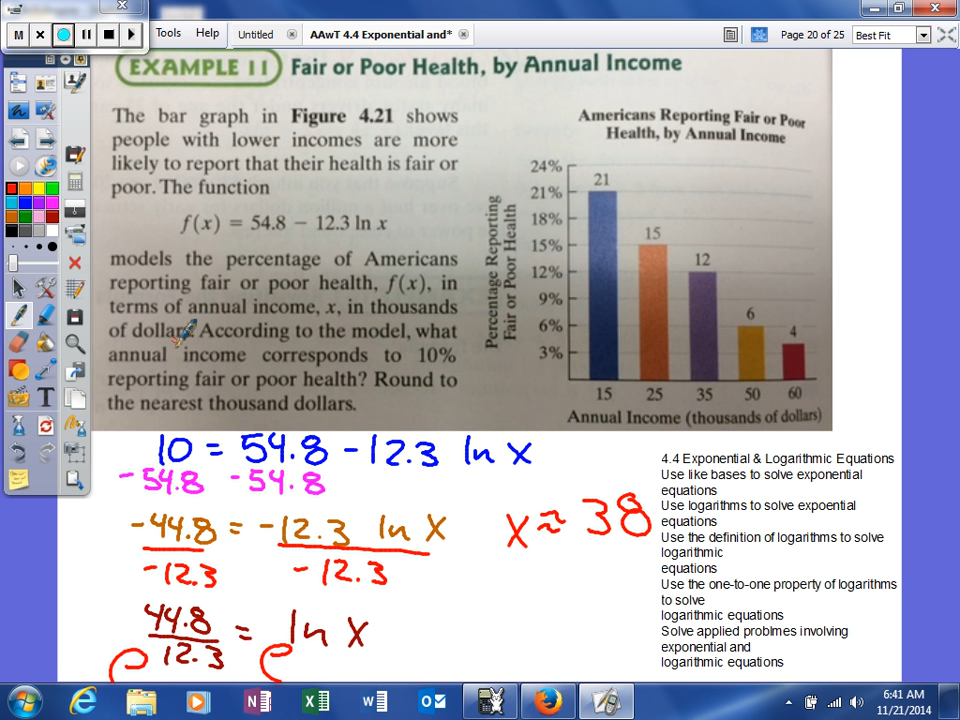 M
Tools Help Untitled AAwT 4.4 Exponential and* Page 20 of 25 Best Fit
EXAMPLE 11 Fair or Poor Health, by Annual Income
The bar graph in Figure 4.21 shows
people with lower incomes are more
likely to report that their health is fair or
poor. The function
f(x) = 54.8 − 12.3 ln x
models the percentage of Americans
reporting fair or poor health, f(x), in
terms of annual income, x, in thousands
of dollars. According to the model, what
annual income corresponds to 10%
reporting fair or poor health? Round to
the nearest thousand dollars.
Americans Reporting Fair or Poor
Health, by Annual Income
Percentage Reporting
Fair or Poor Health
24%
21%
18%
15%
12%
9%
6%
3%
21
15
12
6
4
15 25 35 50 60
Annual Income (thousands of dollars)
10 = 54.8 - 12.3 ln x
-54.8 -54.8
-44.8 = -12.3 ln x
-12.3 -12.3
44.8 = ln x
12.3
e e
x ≈ 38
4.4 Exponential & Logarithmic Equations
Use like bases to solve exponential
equations
Use logarithms to solve expoential
equations
Use the definition of logarithms to solve
logarithmic
equations
Use the one-to-one property of logarithms
to solve
logarithmic equations
Solve applied problmes involving
exponential and
logarithmic equations
6:41 AM
11/21/2014